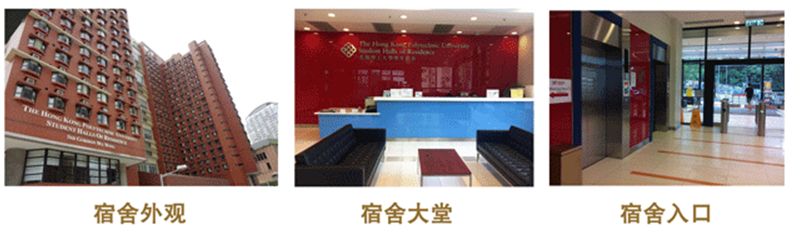 THE HONG KONG POLYTECHNIC UNIVERSITY
STUDENT HALLS OF RESIDENCE
The Hong Kong Polytechnic University
Student Halls of Residence
香港理工大學學生宿舍
宿舍外观
宿舍大堂
宿舍入口